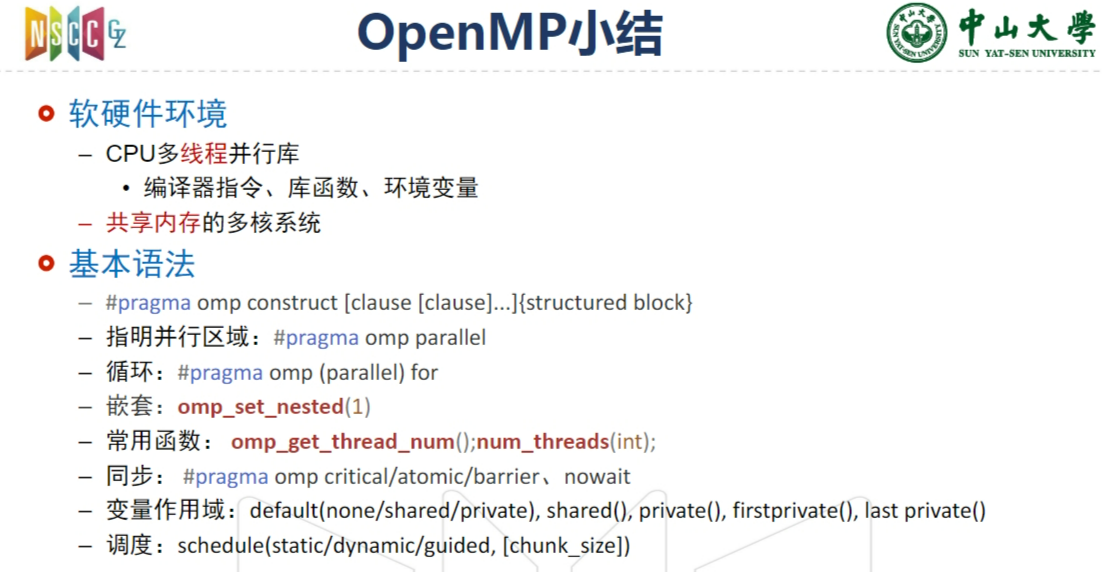 NSCC GZ
OpenMP小结
中山大學
SUN YAT-SEN UNIVERSITY
软硬件环境
– CPU多线程并行库
• 编译器指令、库函数、环境变量
– 共享内存的多核系统
基本语法
– #pragma omp construct [clause [clause]...]{structured block}
– 指明并行区域：#pragma omp parallel
– 循环：#pragma omp (parallel) for
– 嵌套：omp_set_nested(1)
– 常用函数： omp_get_thread_num();num_threads(int);
– 同步： #pragma omp critical/atomic/barrier、nowait
– 变量作用域：default(none/shared/private), shared(), private(), firstprivate(), last private()
– 调度：schedule(static/dynamic/guided, [chunk_size])